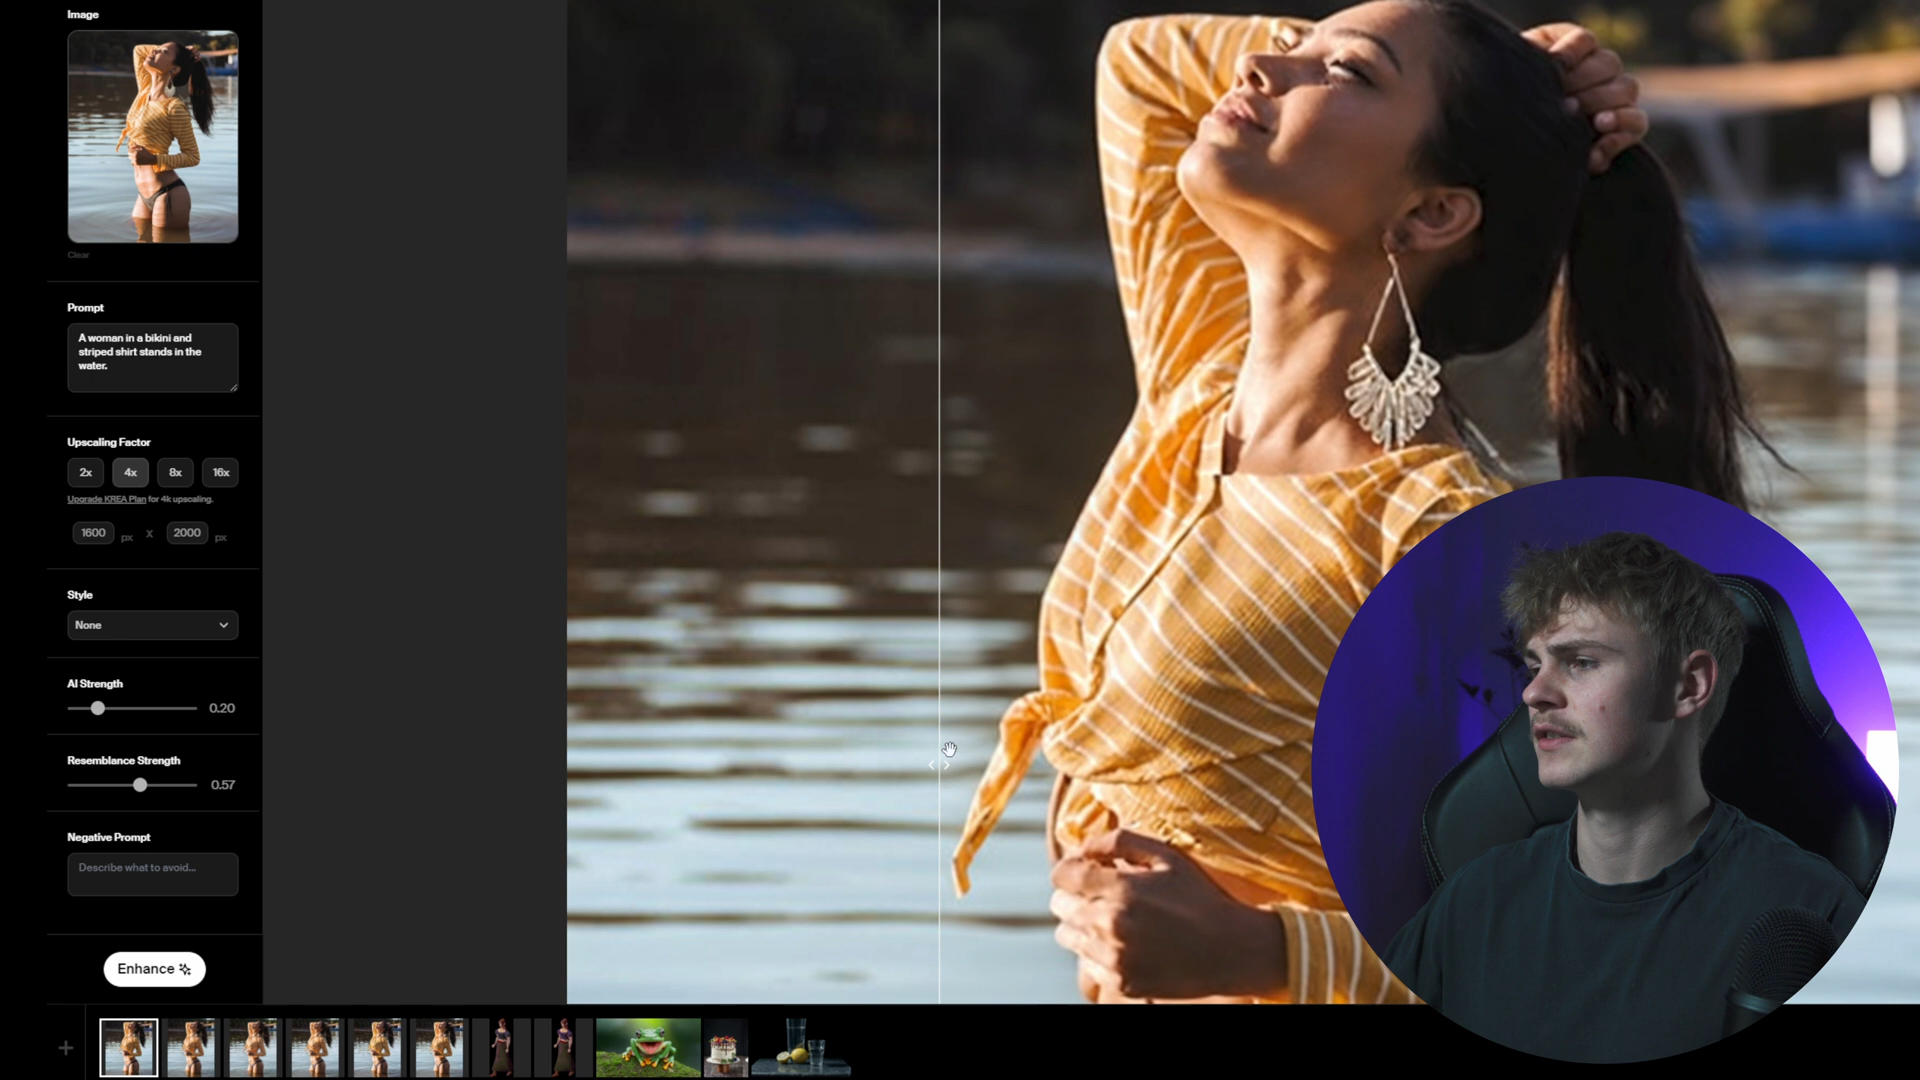 Image
Clear
Prompt
A woman in a bikini and
striped shirt stands in the
water.
Upscaling Factor
2x 4x 8x 16x
Upgrade KREA Plan for 4k upscaling.
1600 px X 2000 px
Style
None
AI Strength
0.20
Resemblance Strength
0.57
Negative Prompt
Describe what to avoid...
Enhance